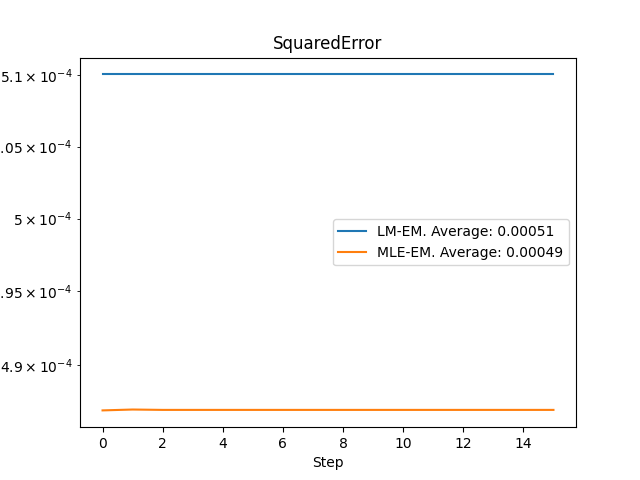 SquaredError
5.1 × 10⁻⁴
.05 × 10⁻⁴
5 × 10⁻⁴
.95 × 10⁻⁴
4.9 × 10⁻⁴
LM-EM. Average: 0.00051
MLE-EM. Average: 0.00049
0 2 4 6 8 10 12 14
Step